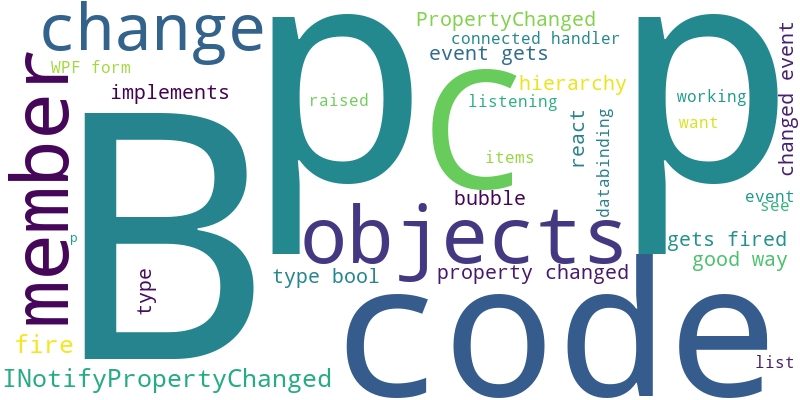 change
PropertyChanged
connected handler
event gets
WPF form
implements
raised
member
B
p
c
p
hierarchy
listening
working
want
changed event
items
react
databinding
bubble
event
see
objects
gets fired
good way
p
type
type bool
property changed
fire
INotifyPropertyChanged
code
list